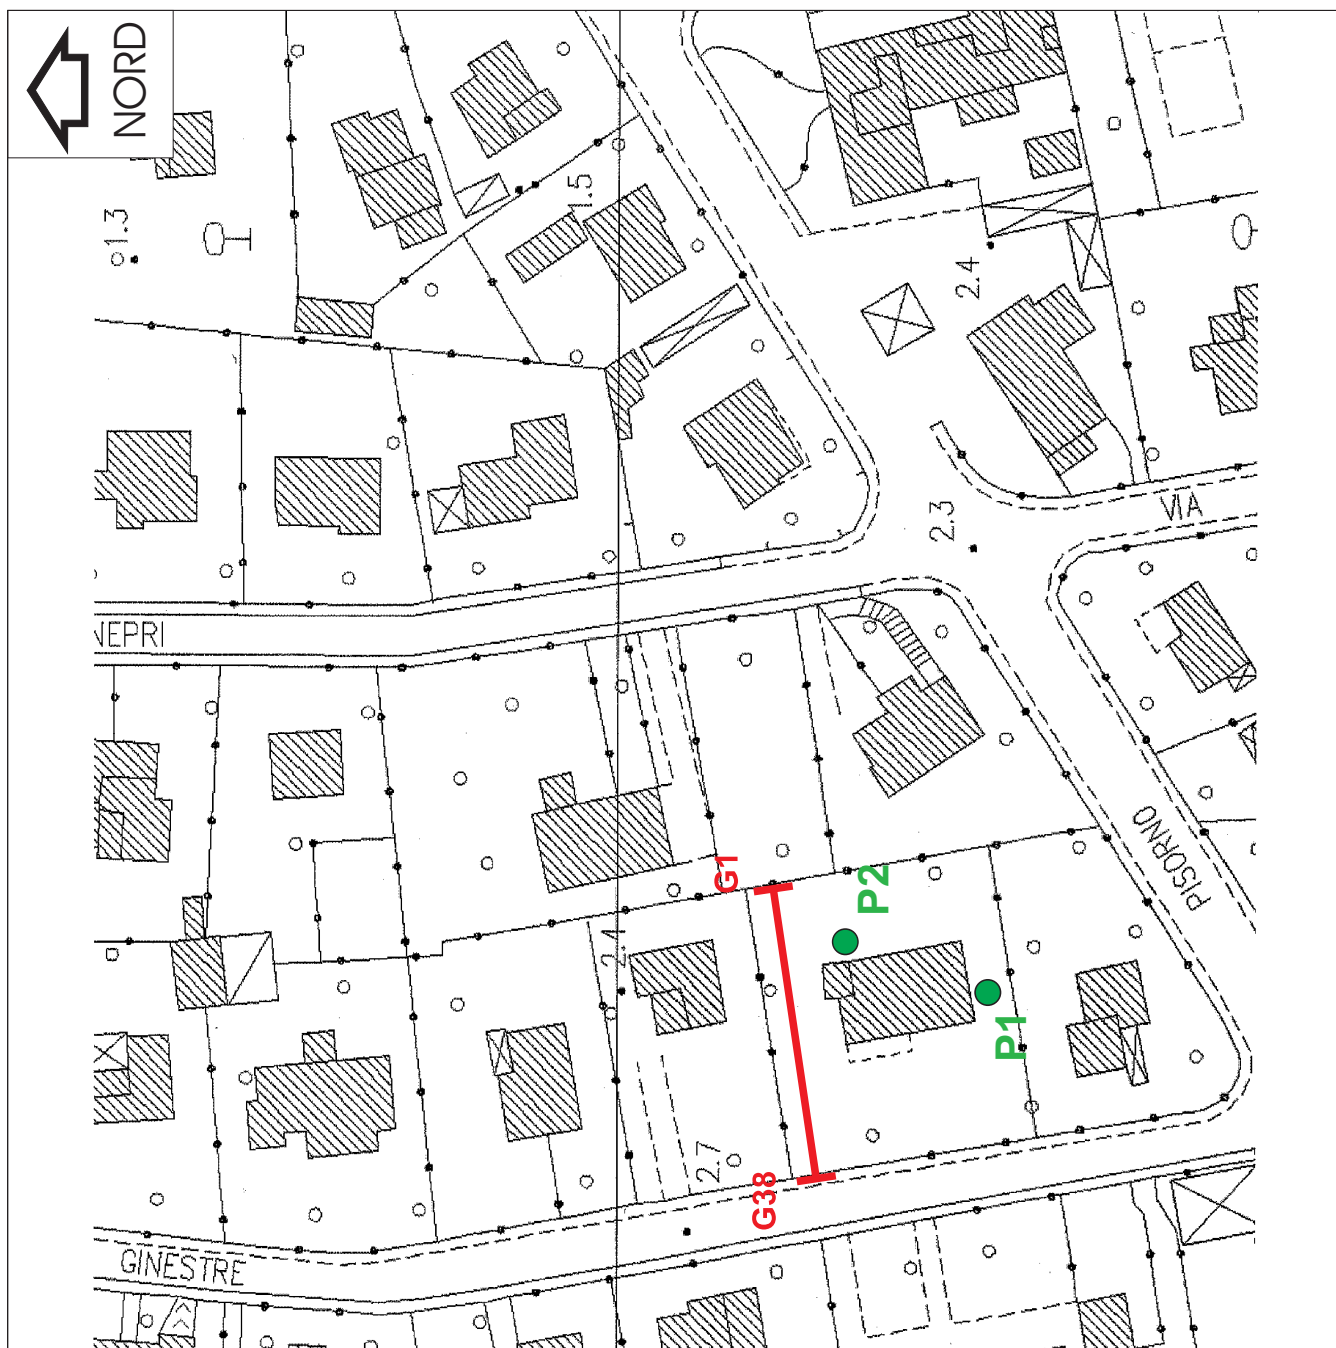 NORD
1.3
1.5
2.4
2.3
VIA
NEPRI
G1
P2
PISORNO
2.1
P1
2.7
G38
GINESTRE